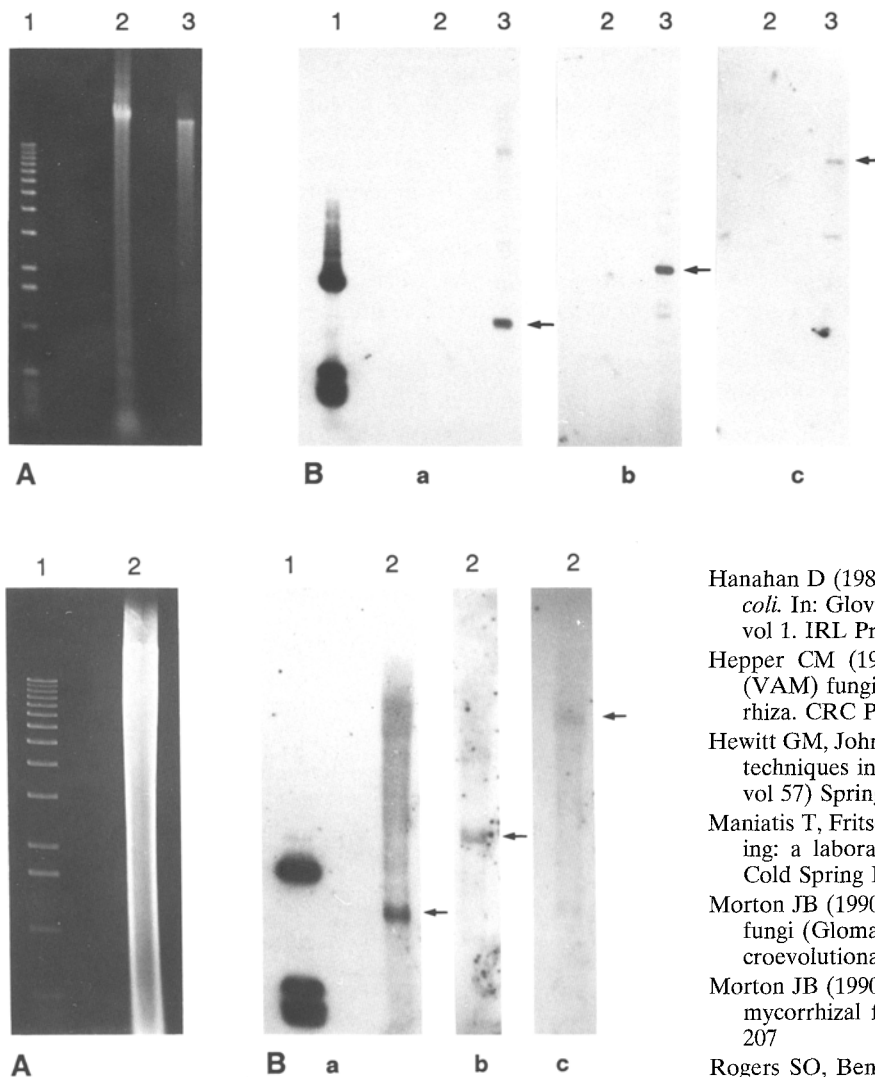 1 2 3 1 2 3 2 3 2 3
A B a b c
1 2 1 2 2 2
A B a b c
Hanahan D (198
coli. In: Glov
vol 1. IRL Pr
Hepper CM (19
(VAM) fungi
rhiza. CRC P
Hewitt GM, John
techniques in
vol 57) Spring
Maniatis T, Frits
ing: a labora
Cold Spring
Morton JB (1990
fungi (Gloma
croevolutiona
Morton JB (1990
mycorrhizal f
207
Rogers SO, Ben